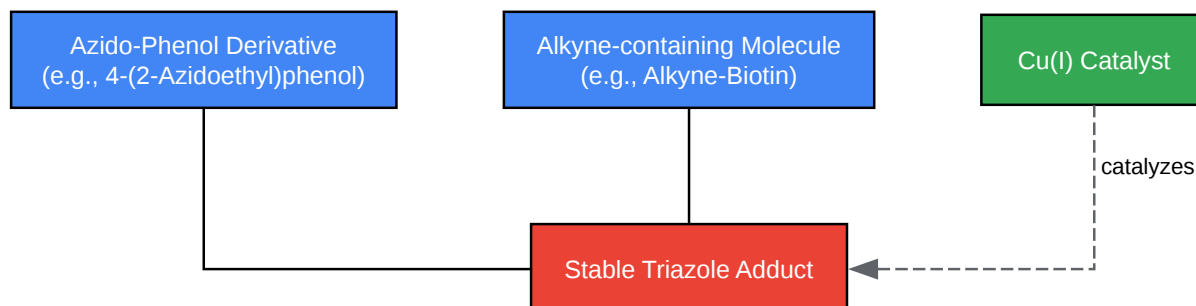 Azido-Phenol Derivative
(e.g., 4-(2-Azidoethyl)phenol)
Alkyne-containing Molecule
(e.g., Alkyne-Biotin)
Cu(I) Catalyst
catalyzes
Stable Triazole Adduct